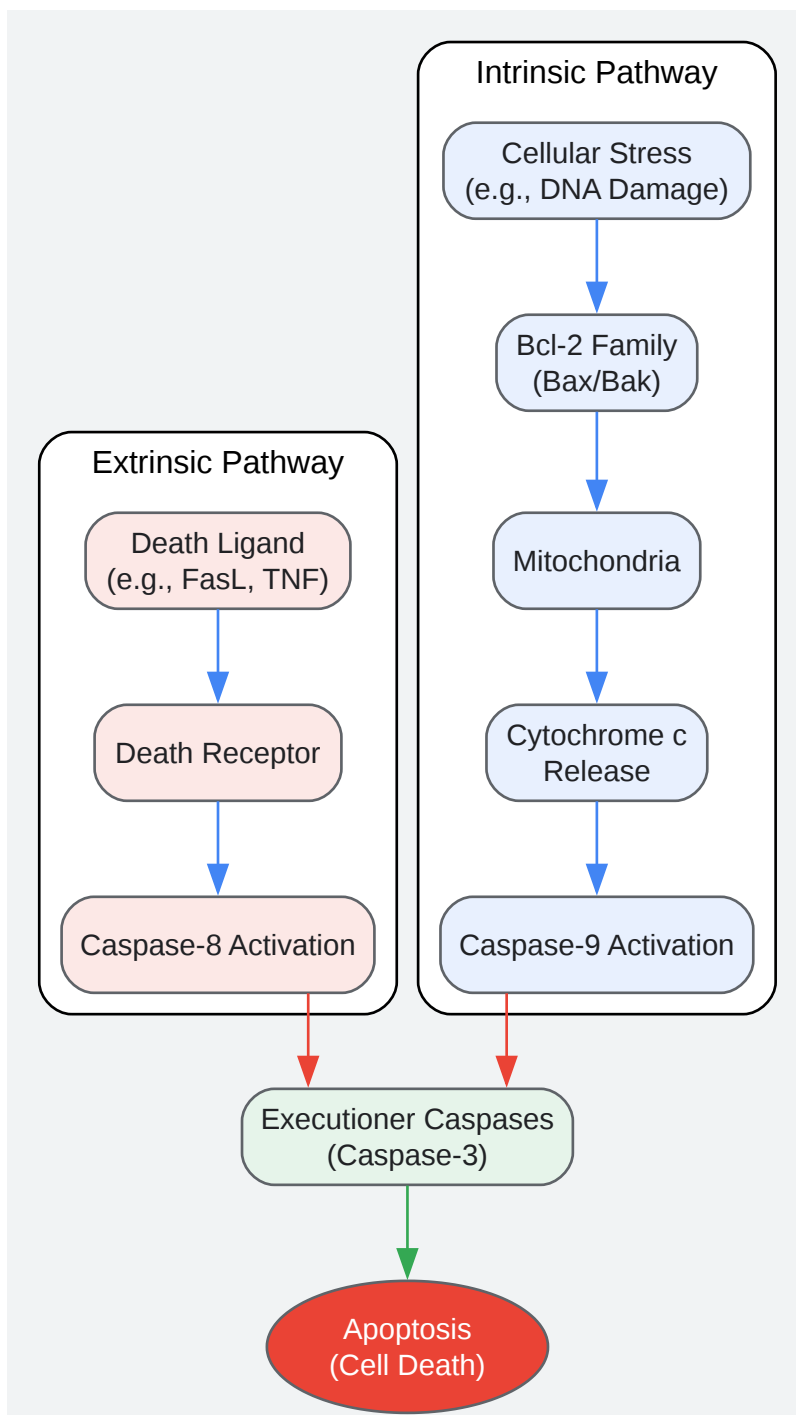 Intrinsic Pathway
Cellular Stress
(e.g., DNA Damage)
Bcl-2 Family
(Bax/Bak)
Mitochondria
Cytochrome c
Release
Caspase-9 Activation
Extrinsic Pathway
Death Ligand
(e.g., FasL, TNF)
Death Receptor
Caspase-8 Activation
Executioner Caspases
(Caspase-3)
Apoptosis
(Cell Death)